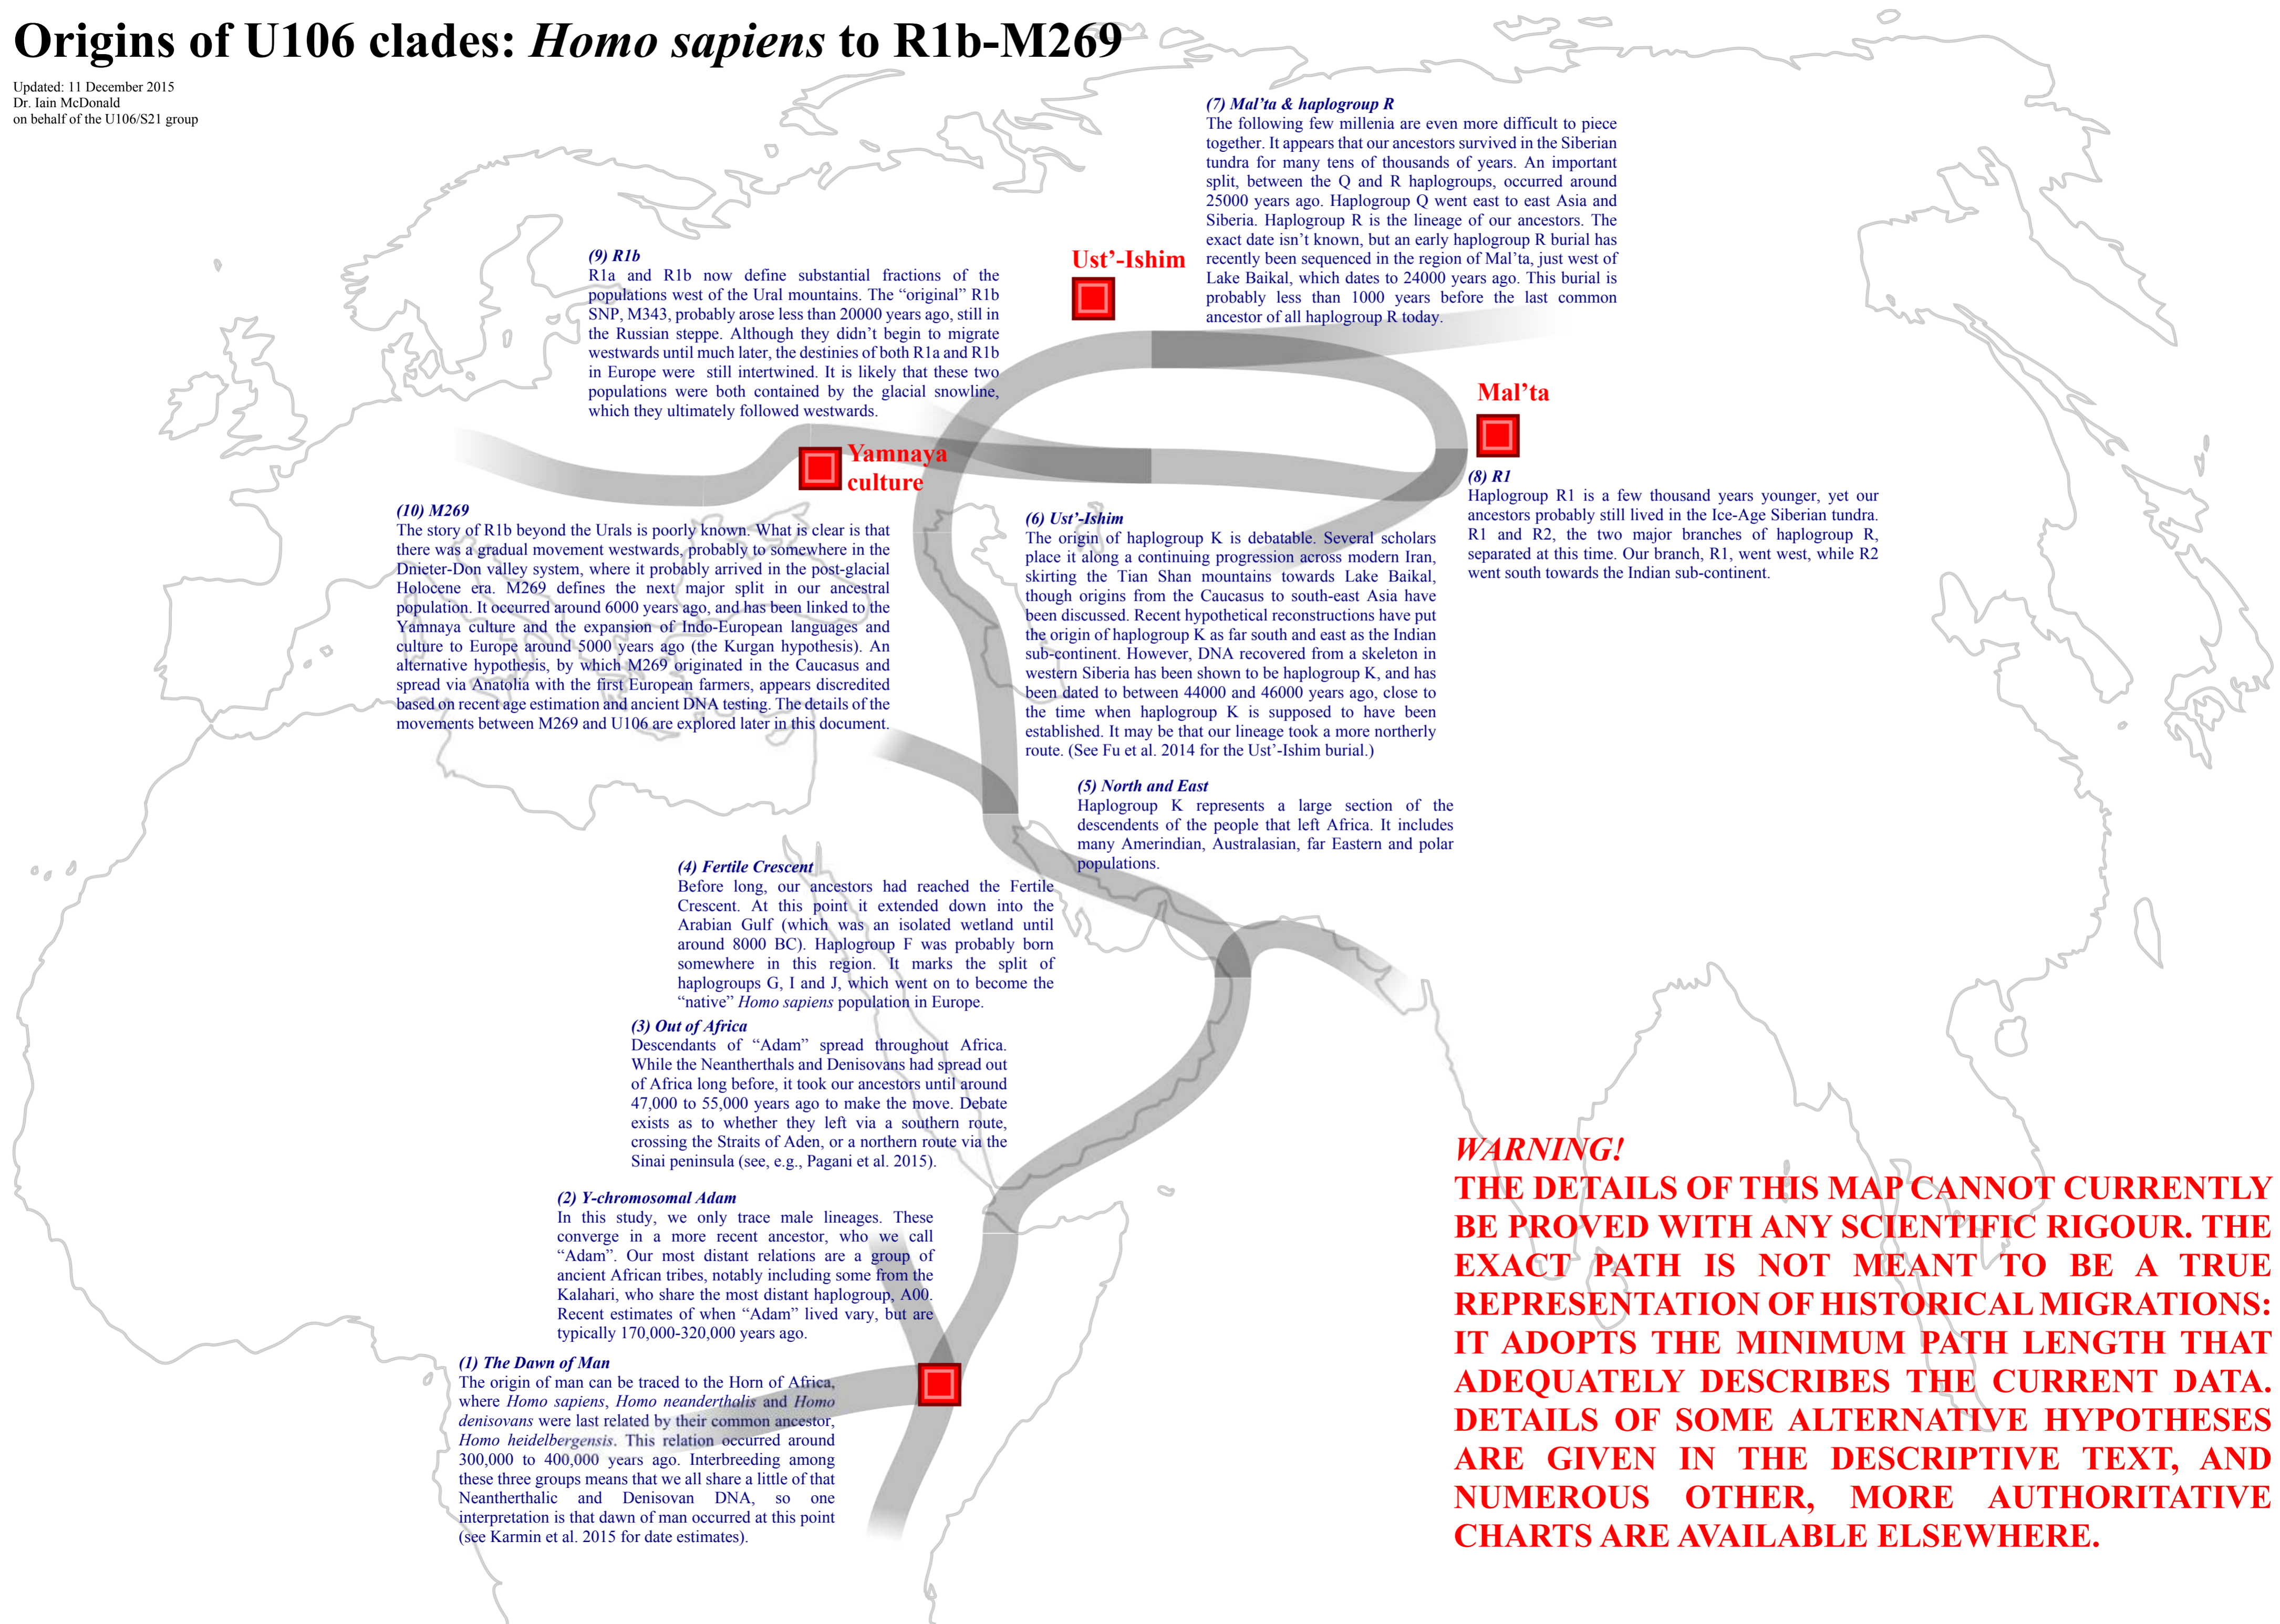 Origins of U106 clades: Homo sapiens to R1b-M269
Updated: 11 December 2015
Dr. Iain McDonald
on behalf of the U106/S21 group
(7) Mal’ta & haplogroup R
The following few millenia are even more difficult to piece
together. It appears that our ancestors survived in the Siberian
tundra for many tens of thousands of years. An important
split, between the Q and R haplogroups, occurred around
25000 years ago. Haplogroup Q went east to east Asia and
Siberia. Haplogroup R is the lineage of our ancestors. The
exact date isn’t known, but an early haplogroup R burial has
recently been sequenced in the region of Mal’ta, just west of
Lake Baikal, which dates to 24000 years ago. This burial is
probably less than 1000 years before the last common
ancestor of all haplogroup R today.
(9) R1b
R1a and R1b now define substantial fractions of the
populations west of the Ural mountains. The “original” R1b
SNP, M343, probably arose less than 20000 years ago, still in
the Russian steppe. Although they didn’t begin to migrate
westwards until much later, the destinies of both R1a and R1b
in Europe were still intertwined. It is likely that these two
populations were both contained by the glacial snowline,
which they ultimately followed westwards.
Ust’-Ishim
Mal’ta
Yamnaya
culture
(8) R1
Haplogroup R1 is a few thousand years younger, yet our
ancestors probably still lived in the Ice-Age Siberian tundra.
R1 and R2, the two major branches of haplogroup R,
separated at this time. Our branch, R1, went west, while R2
went south towards the Indian sub-continent.
(10) M269
The story of R1b beyond the Urals is poorly known. What is clear is that
there was a gradual movement westwards, probably to somewhere in the
Dnieter-Don valley system, where it probably arrived in the post-glacial
Holocene era. M269 defines the next major split in our ancestral
population. It occurred around 6000 years ago, and has been linked to the
Yamnaya culture and the expansion of Indo-European languages and
culture to Europe around 5000 years ago (the Kurgan hypothesis). An
alternative hypothesis, by which M269 originated in the Caucasus and
spread via Anatolia with the first European farmers, appears discredited
based on recent age estimation and ancient DNA testing. The details of the
movements between M269 and U106 are explored later in this document.
(6) Ust’-Ishim
The origin of haplogroup K is debatable. Several scholars
place it along a continuing progression across modern Iran,
skirting the Tian Shan mountains towards Lake Baikal,
though origins from the Caucasus to south-east Asia have
been discussed. Recent hypothetical reconstructions have put
the origin of haplogroup K as far south and east as the Indian
sub-continent. However, DNA recovered from a skeleton in
western Siberia has been shown to be haplogroup K, and has
been dated to between 44000 and 46000 years ago, close to
the time when haplogroup K is supposed to have been
established. It may be that our lineage took a more northerly
route. (See Fu et al. 2014 for the Ust’-Ishim burial.)
(5) North and East
Haplogroup K represents a large section of the
descendents of the people that left Africa. It includes
many Amerindian, Australasian, far Eastern and polar
populations.
(4) Fertile Crescent
Before long, our ancestors had reached the Fertile
Crescent. At this point it extended down into the
Arabian Gulf (which was an isolated wetland until
around 8000 BC). Haplogroup F was probably born
somewhere in this region. It marks the split of
haplogroups G, I and J, which went on to become the
“native” Homo sapiens population in Europe.
(3) Out of Africa
Descendants of “Adam” spread throughout Africa.
While the Neantherthals and Denisovans had spread out
of Africa long before, it took our ancestors until around
47,000 to 55,000 years ago to make the move. Debate
exists as to whether they left via a southern route,
crossing the Straits of Aden, or a northern route via the
Sinai peninsula (see, e.g., Pagani et al. 2015).
(2) Y-chromosomal Adam
In this study, we only trace male lineages. These
converge in a more recent ancestor, who we call
“Adam”. Our most distant relations are a group of
ancient African tribes, notably including some from the
Kalahari, who share the most distant haplogroup, A00.
Recent estimates of when “Adam” lived vary, but are
typically 170,000-320,000 years ago.
(1) The Dawn of Man
The origin of man can be traced to the Horn of Africa,
where Homo sapiens, Homo neanderthalis and Homo
denisovans were last related by their common ancestor,
Homo heidelbergensis. This relation occurred around
300,000 to 400,000 years ago. Interbreeding among
these three groups means that we all share a little of that
Neantherthalic and Denisovan DNA, so one
interpretation is that dawn of man occurred at this point
(see Karmin et al. 2015 for date estimates).
WARNING!
THE DETAILS OF THIS MAP CANNOT CURRENTLY
BE PROVED WITH ANY SCIENTIFIC RIGOUR. THE
EXACT PATH IS NOT MEANT TO BE A TRUE
REPRESENTATION OF HISTORICAL MIGRATIONS:
IT ADOPTS THE MINIMUM PATH LENGTH THAT
ADEQUATELY DESCRIBES THE CURRENT DATA.
DETAILS OF SOME ALTERNATIVE HYPOTHESES
ARE GIVEN IN THE DESCRIPTIVE TEXT, AND
NUMEROUS OTHER, MORE AUTHORITATIVE
CHARTS ARE AVAILABLE ELSEWHERE.